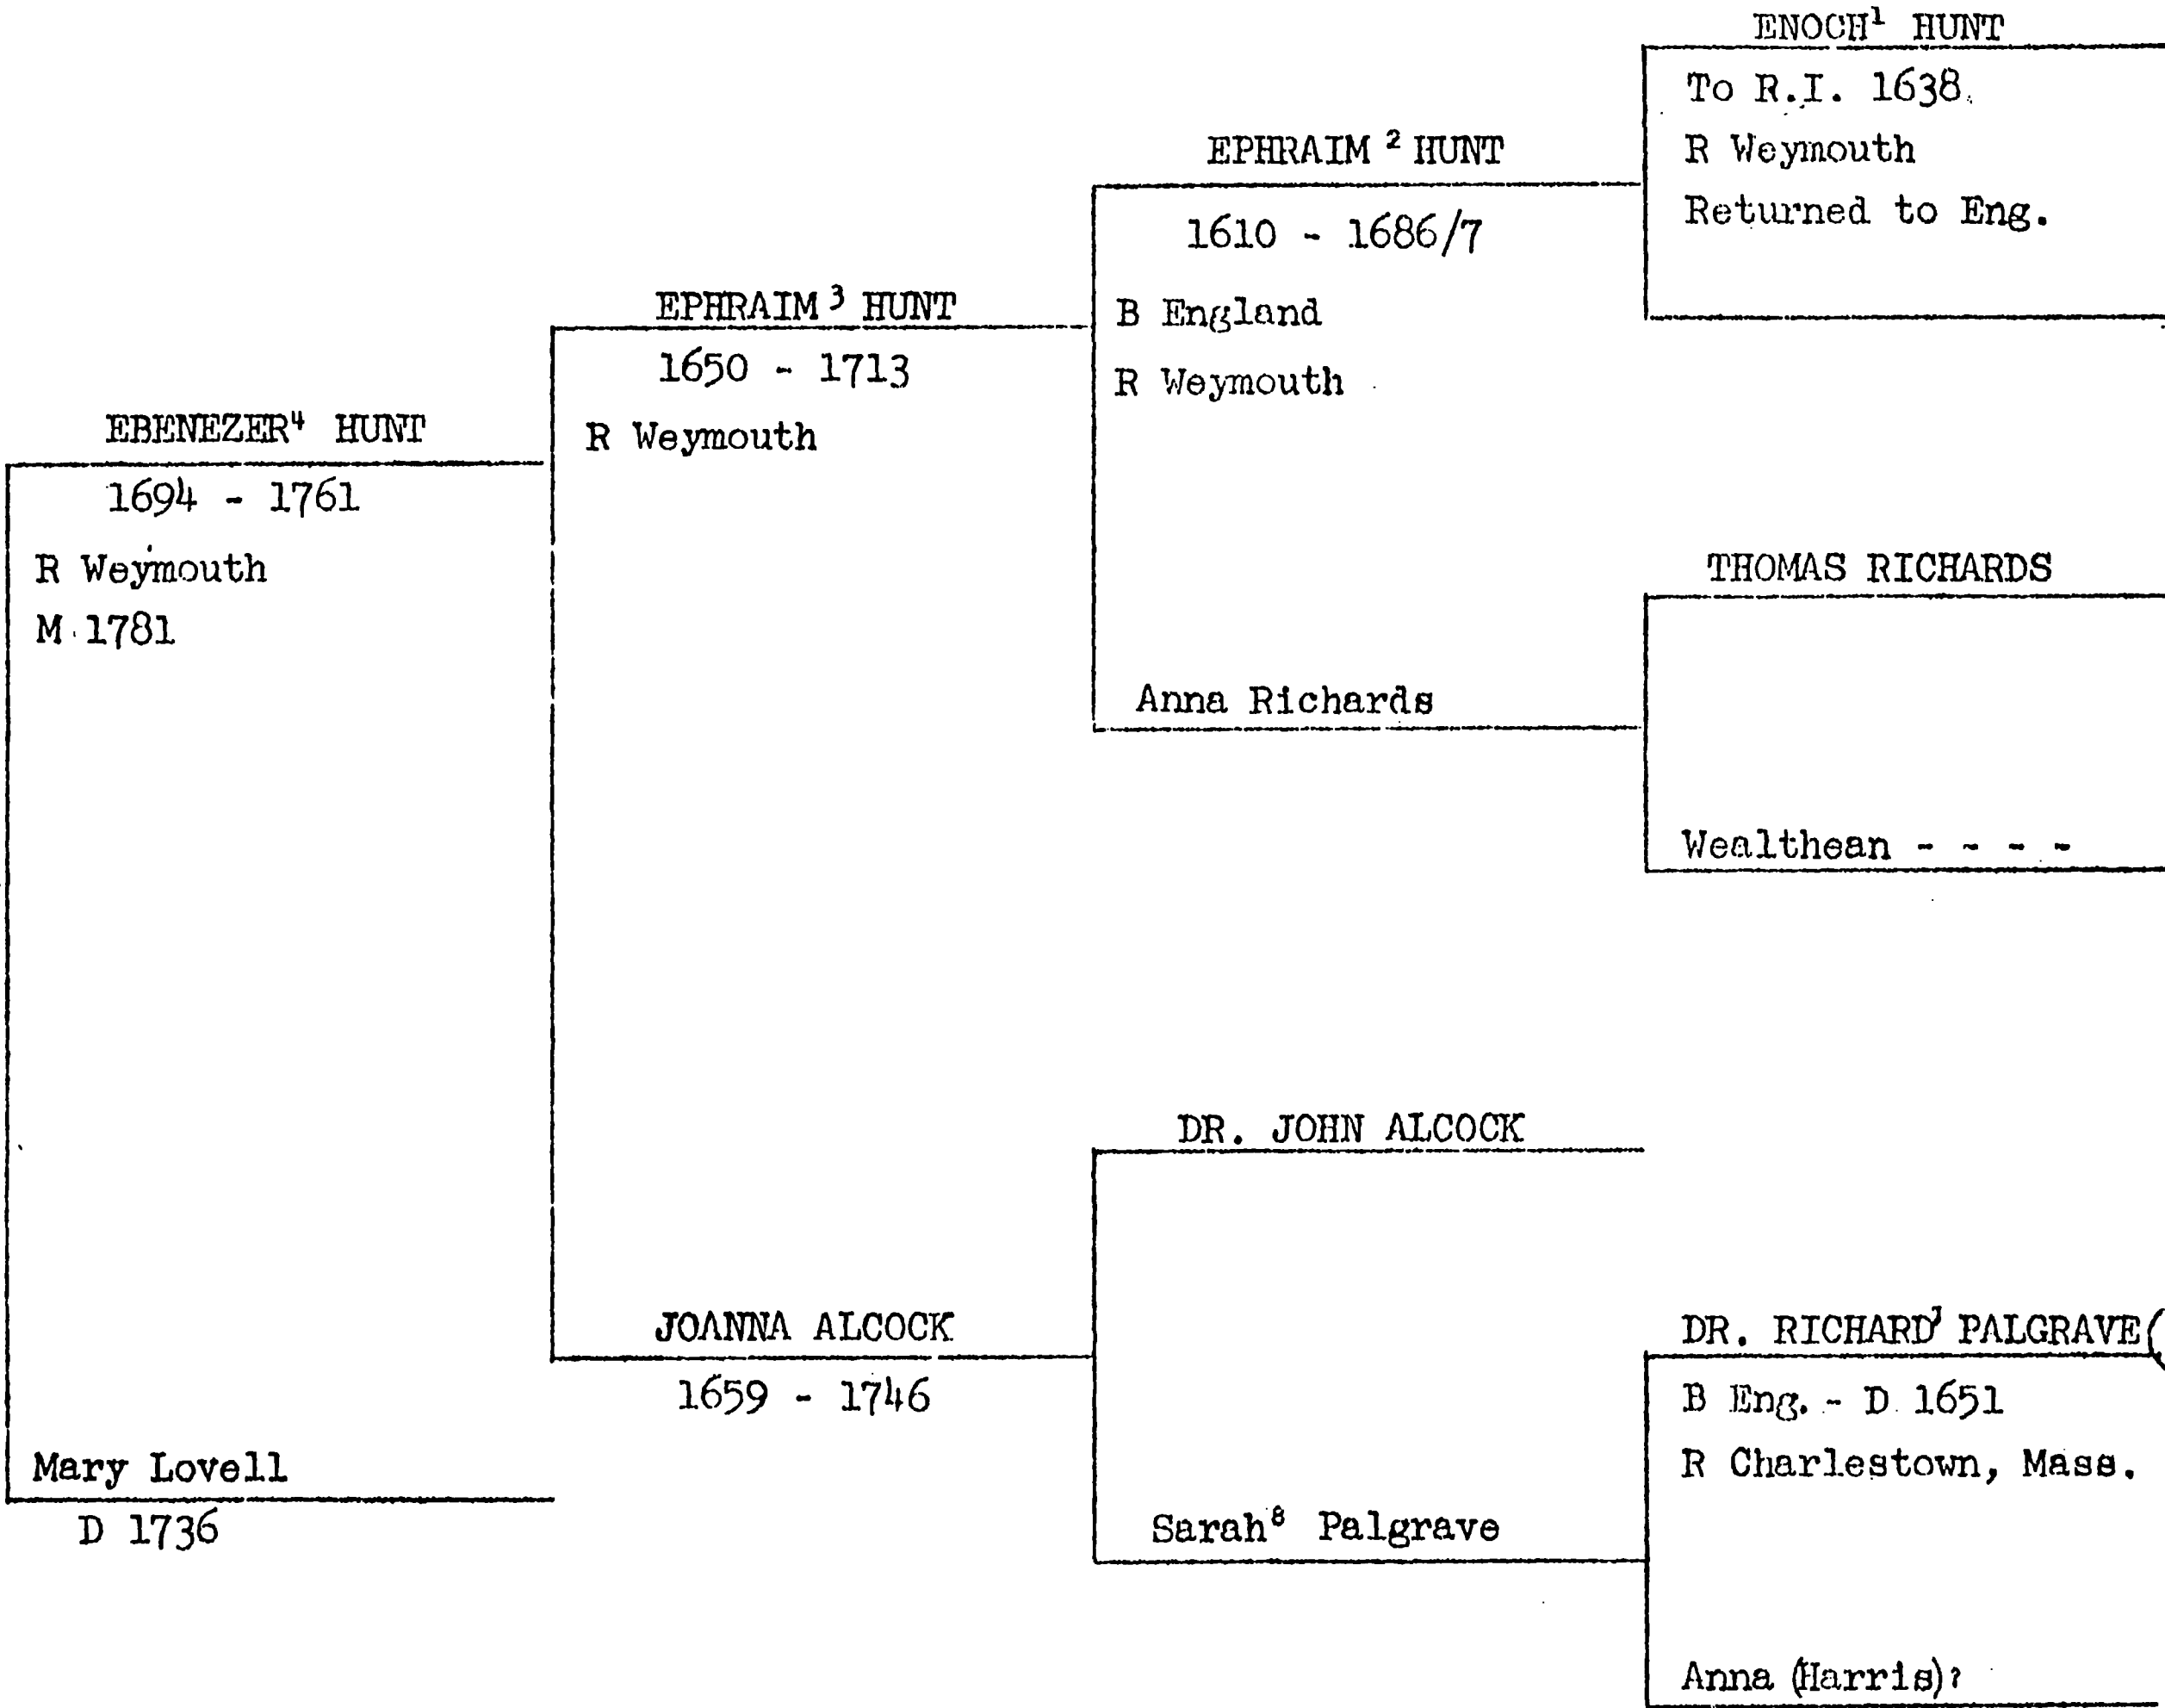 ENOCH¹ HUNT
To R.I. 1638
R Weymouth
Returned to Eng.
EPHRAIM ² HUNT
1610 - 1686/7
B England
R Weymouth
EPHRAIM ³ HUNT
1650 - 1713
R Weymouth
EBENEZER⁴ HUNT
1694 - 1761
R Weymouth
M 1781
THOMAS RICHARDS
Anna Richards
Wealthean - - - -
DR. JOHN ALCOCK
JOANNA ALCOCK
1659 - 1746
DR. RICHARD PALGRAVE (
B Eng. - D 1651
R Charlestown, Mass.
Mary Lovell
D 1736
Sarah⁸ Palgrave
Anna (Harris)?